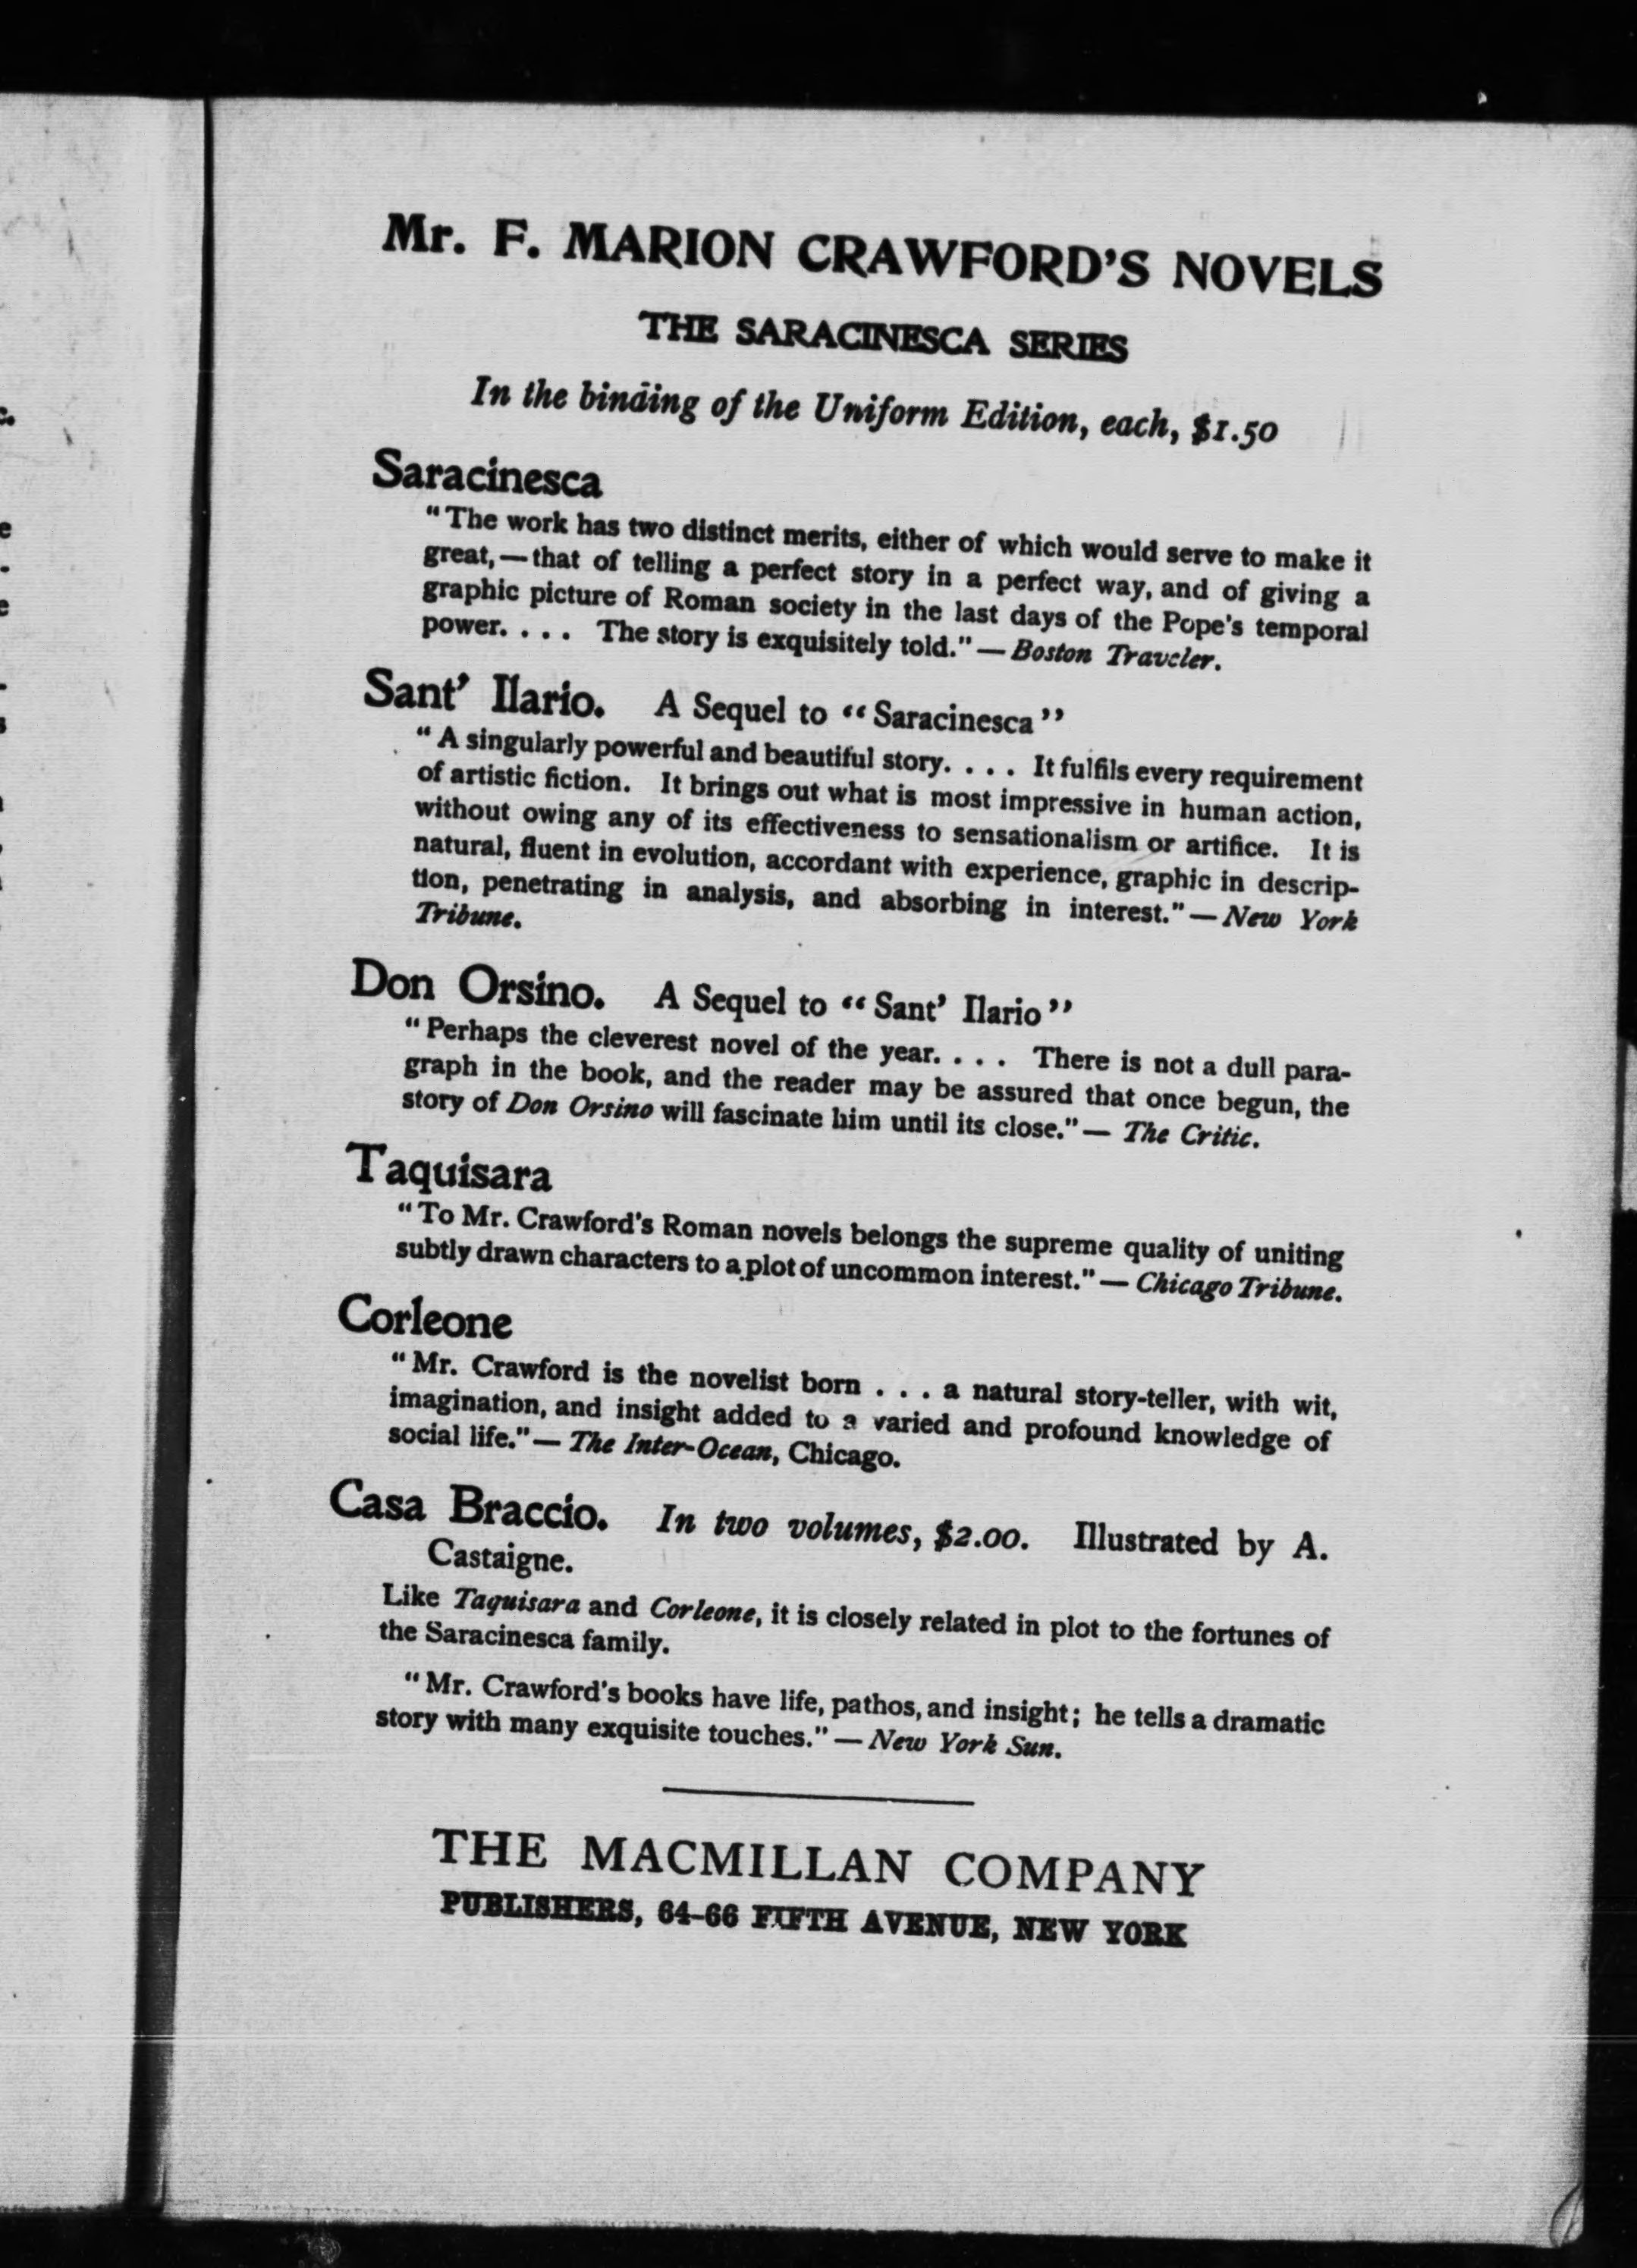 Mr. F. MARION CRAWFORD'S NOVELS
THE SARACINESCA SERIES
In the binding of the Uniform Edition, each, $1.50
Saracinesca
"The work has two distinct merits, either of which would serve to make it
great,—that of telling a perfect story in a perfect way, and of giving a
graphic picture of Roman society in the last days of the Pope's temporal
power. . . . The story is exquisitely told."—Boston Traveler.
Sant' Ilario. A Sequel to "Saracinesca"
"A singularly powerful and beautiful story. . . . It fulfils every requirement
of artistic fiction. It brings out what is most impressive in human action,
without owing any of its effectiveness to sensationalism or artifice. It is
natural, fluent in evolution, accordant with experience, graphic in descrip-
tion, penetrating in analysis, and absorbing in interest."—New York
Tribune.
Don Orsino. A Sequel to "Sant' Ilario"
"Perhaps the cleverest novel of the year. . . . There is not a dull para-
graph in the book, and the reader may be assured that once begun, the
story of Don Orsino will fascinate him until its close."—The Critic.
Taquisara
"To Mr. Crawford's Roman novels belongs the supreme quality of uniting
subtly drawn characters to a plot of uncommon interest."—Chicago Tribune.
Corleone
"Mr. Crawford is the novelist born . . . a natural story-teller, with wit,
imagination, and insight added to a varied and profound knowledge of
social life."—The Inter-Ocean, Chicago.
Casa Braccio. In two volumes, $2.00. Illustrated by A.
Castaigne.
Like Taquisara and Corleone, it is closely related in plot to the fortunes of
the Saracinesca family.
"Mr. Crawford's books have life, pathos, and insight; he tells a dramatic
story with many exquisite touches."—New York Sun.
THE MACMILLAN COMPANY
PUBLISHERS, 64-66 FIFTH AVENUE, NEW YORK